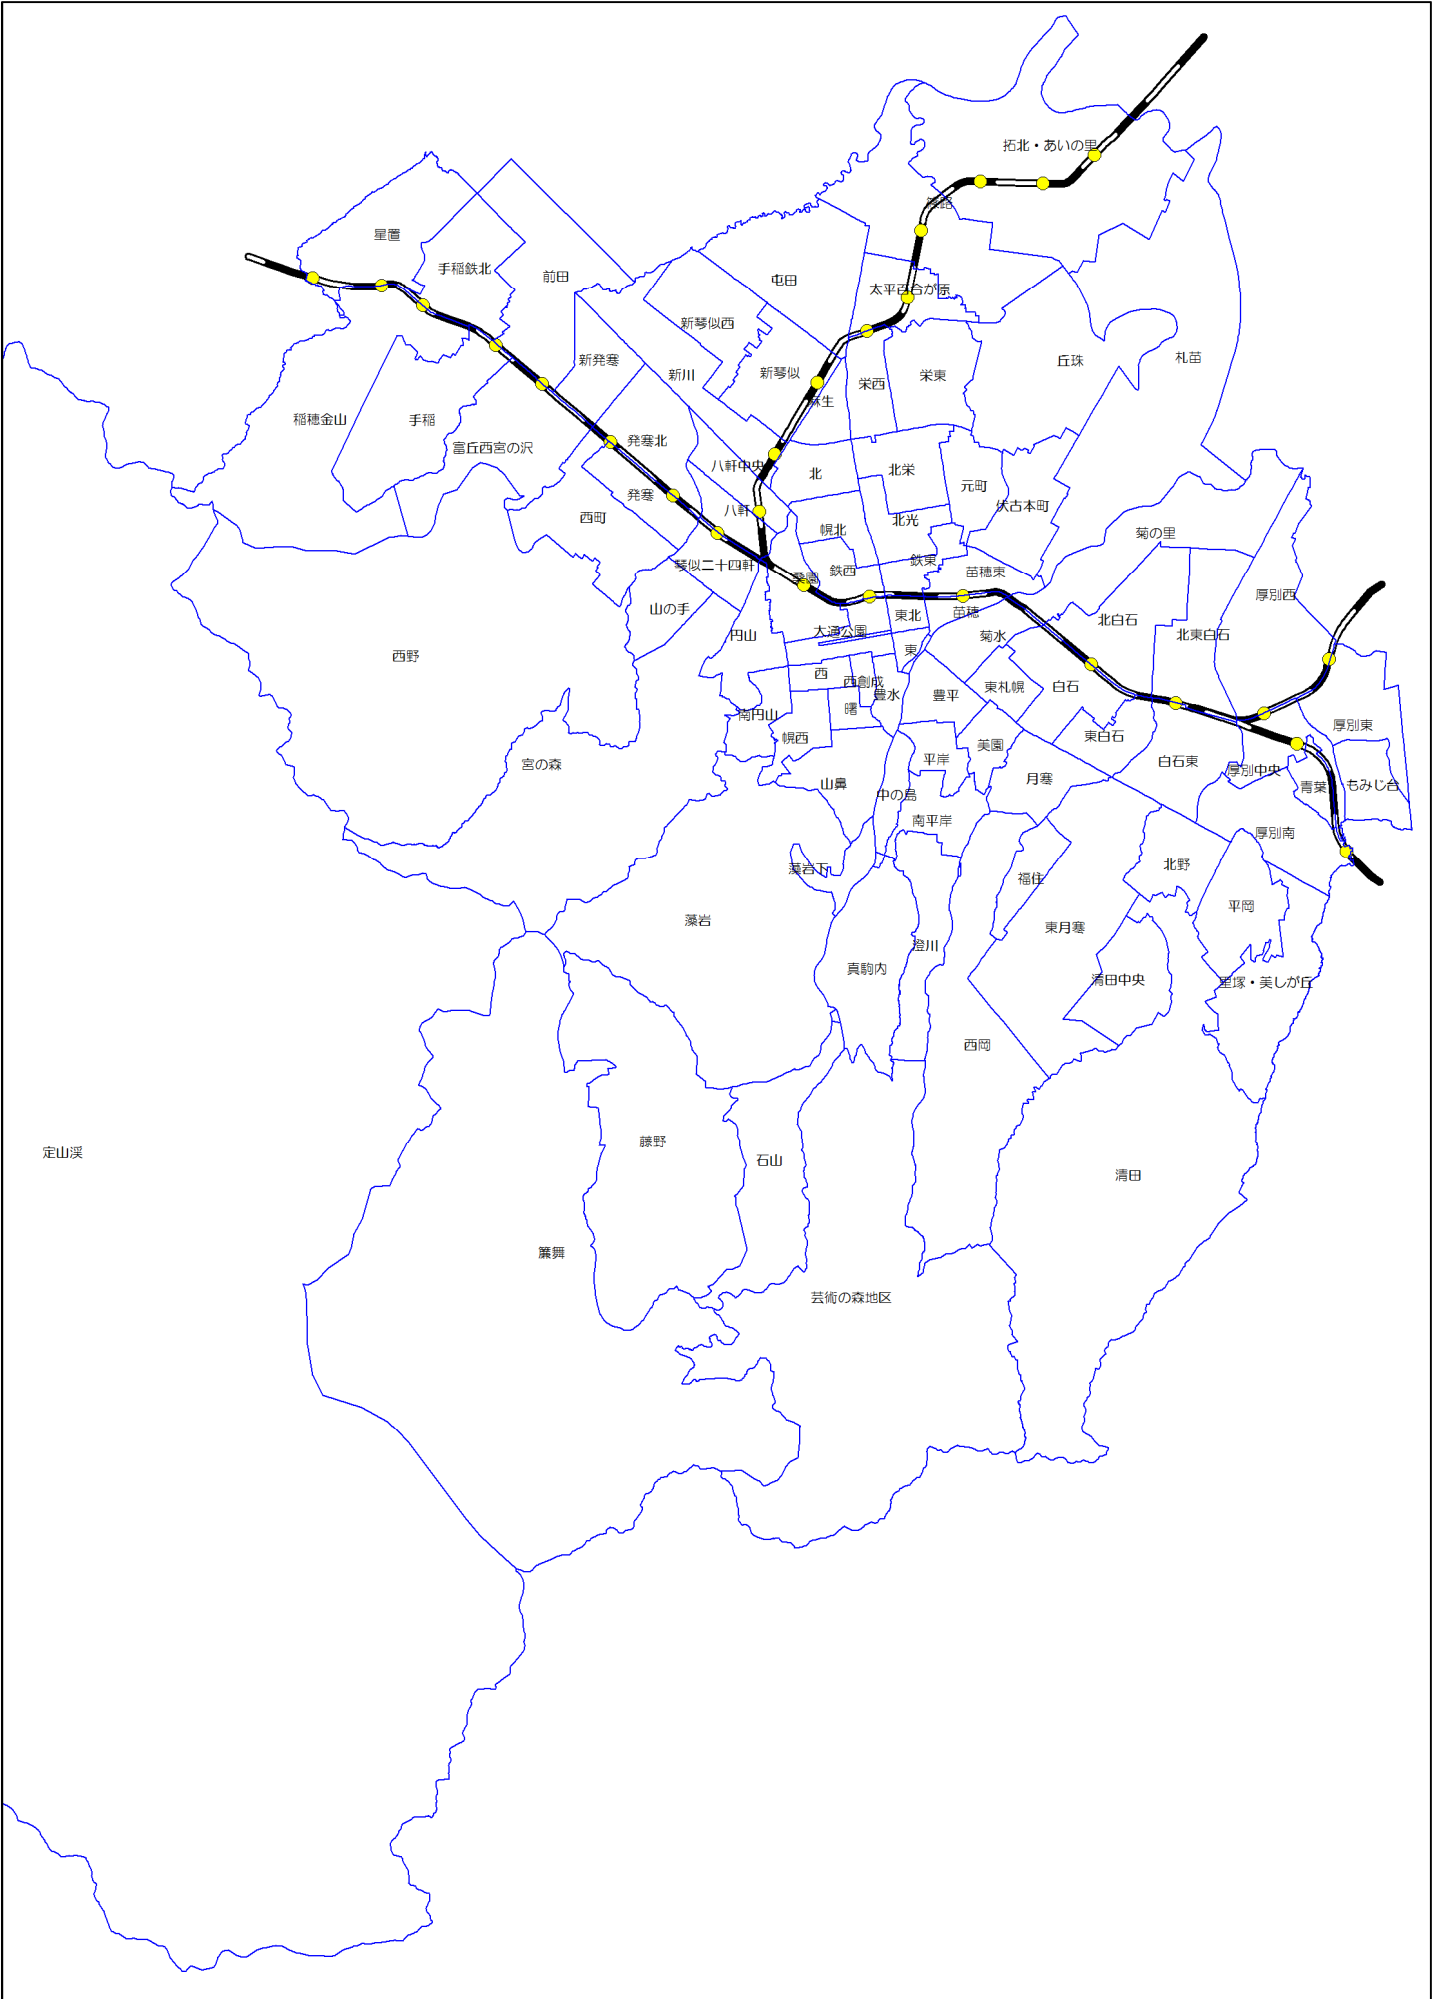 拓北・あいの里
篠路
星置
手稲鉄北
前田
屯田
太平百合が原
新琴似西
新発寒
新川
新琴似
栄西
栄東
丘珠
札苗
麻生
稲穂金山
手稲
富丘西宮の沢
発寒北
八軒中央
北
北栄
元町
伏古本町
発寒
西町
八軒
幌北
北光
菊の里
琴似二十四軒
桑園
鉄西
鉄東
苗穂東
厚別西
山の手
円山
大通公園
東北
苗穂
菊水
北白石
北東白石
西野
東
西
西創成
豊水
豊平
東札幌
白石
南円山
曙
幌西
平岸
美園
東白石
厚別東
宮の森
山鼻
中の島
月寒
白石東
厚別中央
青葉
もみじ台
南平岸
厚別南
藻岩下
福住
北野
藻岩
平岡
東月寒
澄川
真駒内
清田中央
里塚・美しが丘
西岡
定山渓
藤野
石山
清田
簾舞
芸術の森地区